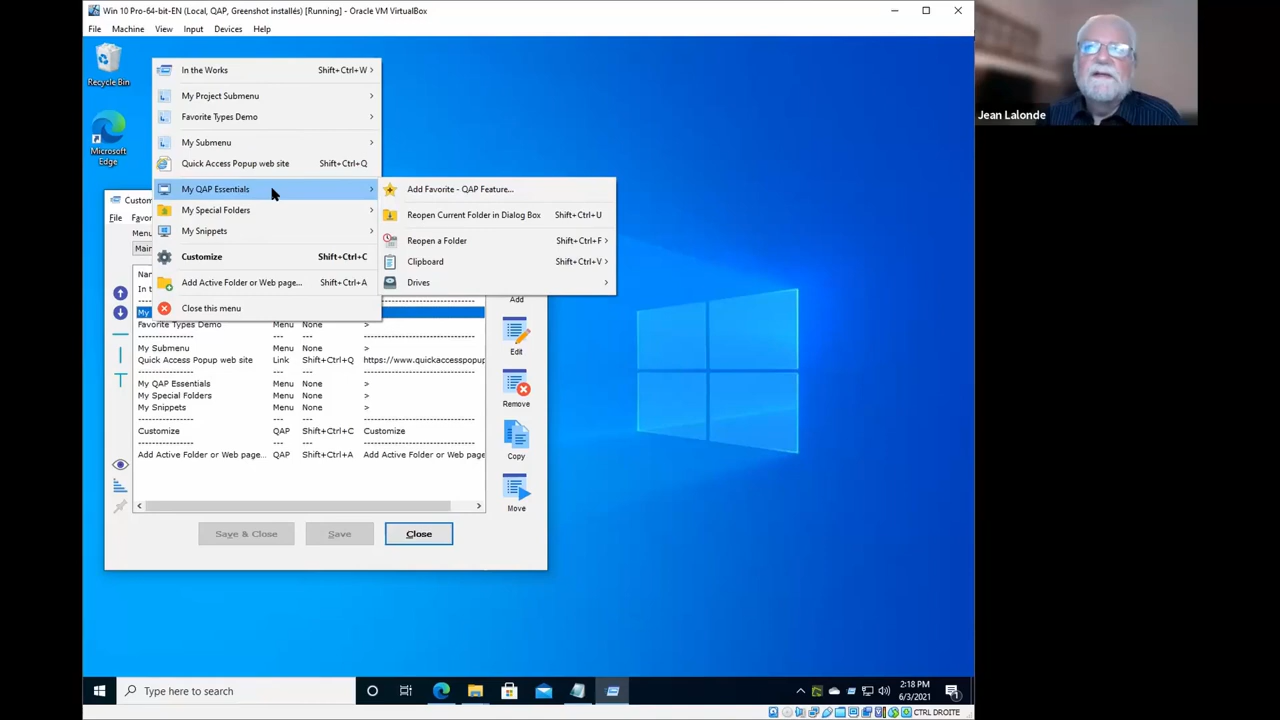 Win 10 Pro-64-bit-EN (Local, QAP, Greenshot installés) [Running] - Oracle VM VirtualBox
File Machine View Input Devices Help
Recycle Bin
Microsoft Edge
Jean Lalonde
In the Works Shift+Ctrl+W >
My Project Submenu >
Favorite Types Demo >
My Submenu >
Quick Access Popup web site Shift+Ctrl+Q
My QAP Essentials >
My Special Folders >
My Snippets >
Customize Shift+Ctrl+C
Add Active Folder or Web page... Shift+Ctrl+A
Close this menu
Add Favorite - QAP Feature...
Reopen Current Folder in Dialog Box Shift+Ctrl+U
Reopen a Folder Shift+Ctrl+F >
Clipboard Shift+Ctrl+V >
Drives >
Custom
File Favor
Menu
Main
Nam
In t
My
Favorite Types Demo Menu None >
--------------- --- --- ------------------------------
My Submenu Menu None >
Quick Access Popup web site Link Shift+Ctrl+Q https://www.quickaccesspopup
--------------- --- --- ------------------------------
My QAP Essentials Menu None >
My Special Folders Menu None >
My Snippets Menu None >
--------------- --- --- ------------------------------
Customize QAP Shift+Ctrl+C Customize
--------------- --- --- ------------------------------
Add Active Folder or Web page... QAP Shift+Ctrl+A Add Active Folder or Web page
Add
Edit
Remove
Copy
Move
Save & Close Save Close
Type here to search
2:18 PM
6/3/2021
CTRL DROITE